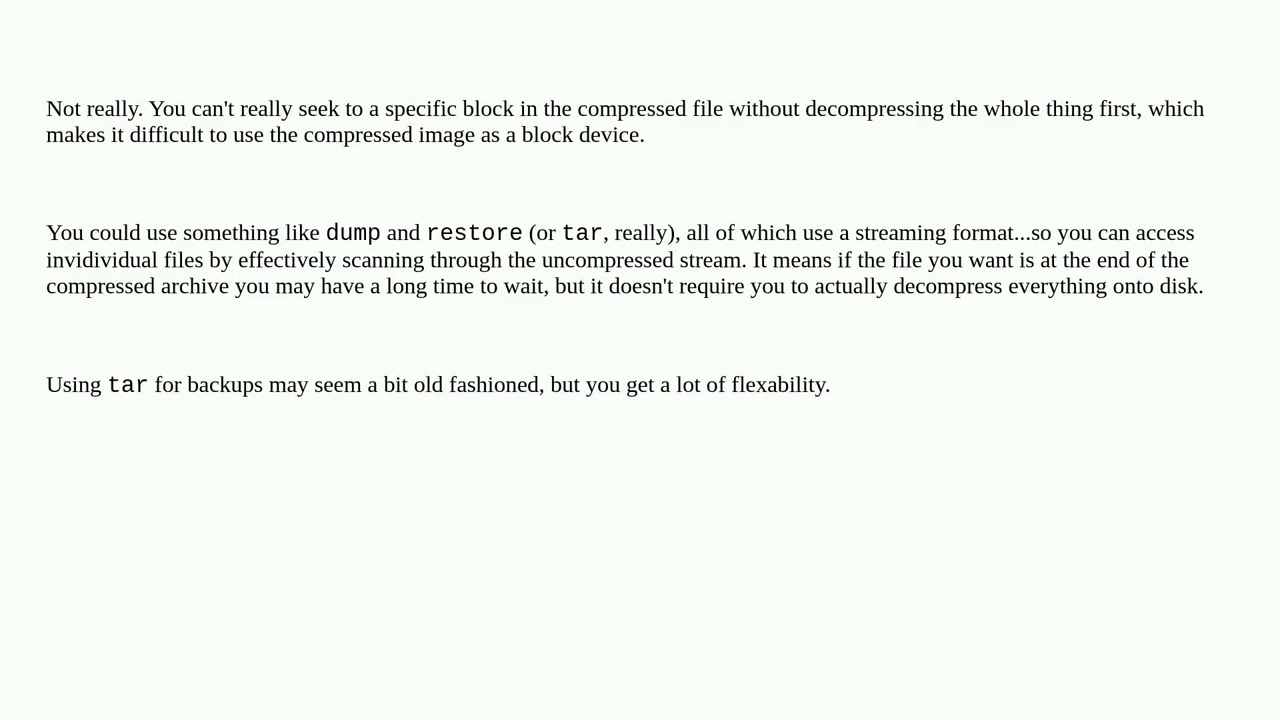 Not really. You can't really seek to a specific block in the compressed file without decompressing the whole thing first, which
makes it difficult to use the compressed image as a block device.
You could use something like dump and restore (or tar, really), all of which use a streaming format...so you can access
invidividual files by effectively scanning through the uncompressed stream. It means if the file you want is at the end of the
compressed archive you may have a long time to wait, but it doesn't require you to actually decompress everything onto disk.
Using tar for backups may seem a bit old fashioned, but you get a lot of flexability.